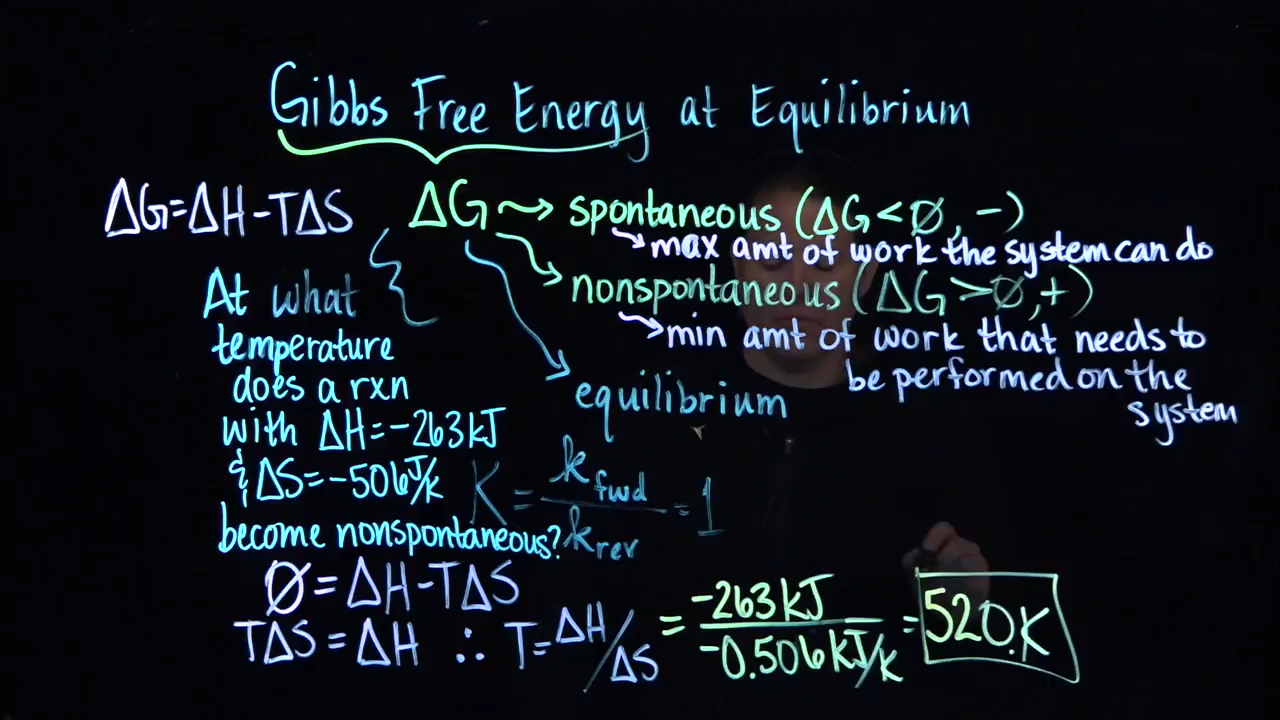 Gibbs Free Energy at Equilibrium
ΔG=ΔH-TΔS
ΔG → spontaneous (ΔG<Ø, -)
→ max amt of work the system can do
→ nonspontaneous (ΔG>Ø, +)
→ min amt of work that needs to
be performed on the
system
→ equilibrium
K = k fwd / k rev = 1
At what
temperature
does a rxn
with ΔH=-263kJ
& ΔS=-506J/K
become nonspontaneous?
Ø=ΔH-TΔS
TΔS=ΔH ∴ T=ΔH/ΔS = -263kJ / -0.506kJ/K = 520.K